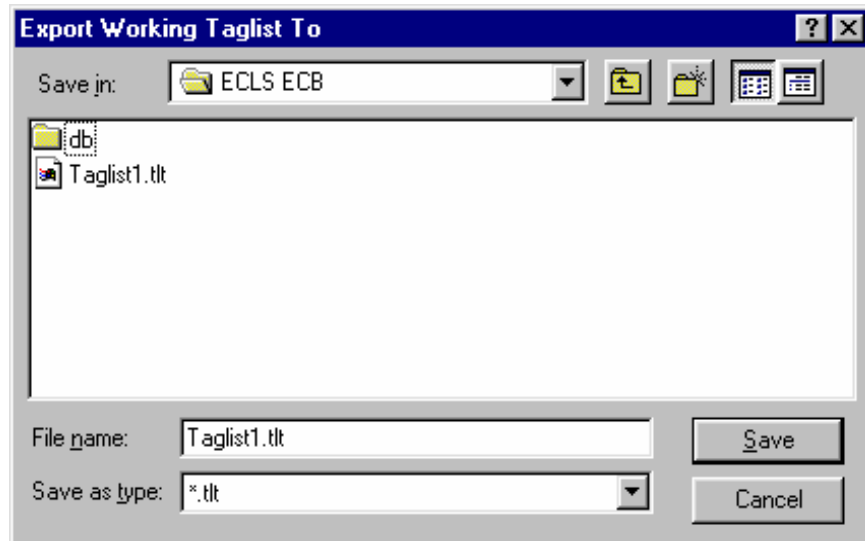 Export Working Taglist To
Save in: ECLS ECB
db
Taglist1.tlt
File name: Taglist1.tlt Save
Save as type: *.tlt Cancel